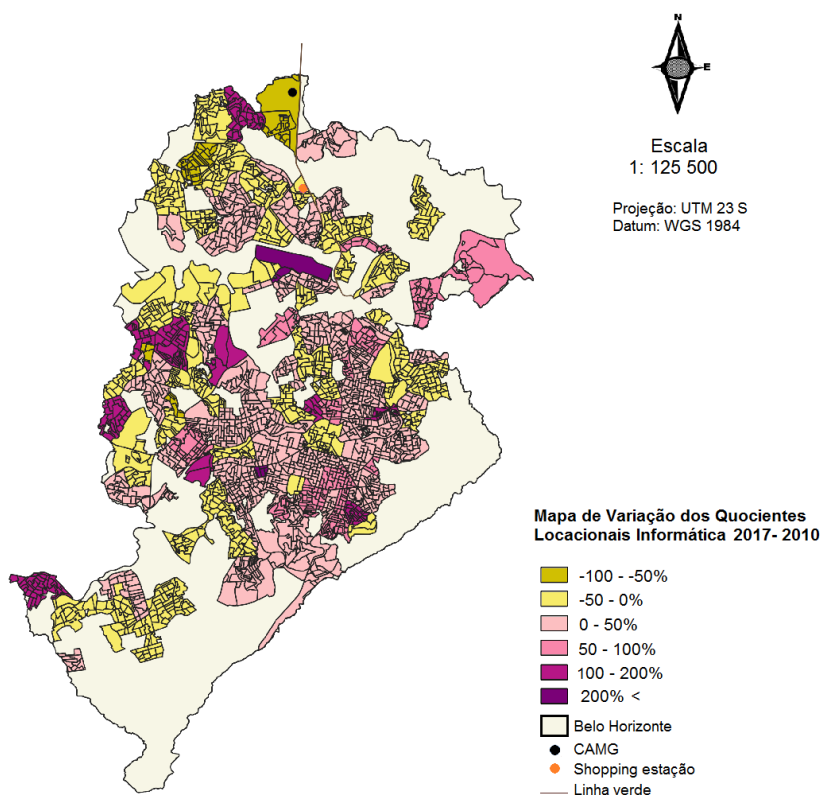 N
E
Escala
1: 125 500
Projeção: UTM 23 S
Datum: WGS 1984
Mapa de Variação dos Quocientes
Locacionais Informática 2017- 2010
-100 - -50%
-50 - 0%
0 - 50%
50 - 100%
100 - 200%
200% <
Belo Horizonte
CAMG
Shopping estação
Linha verde